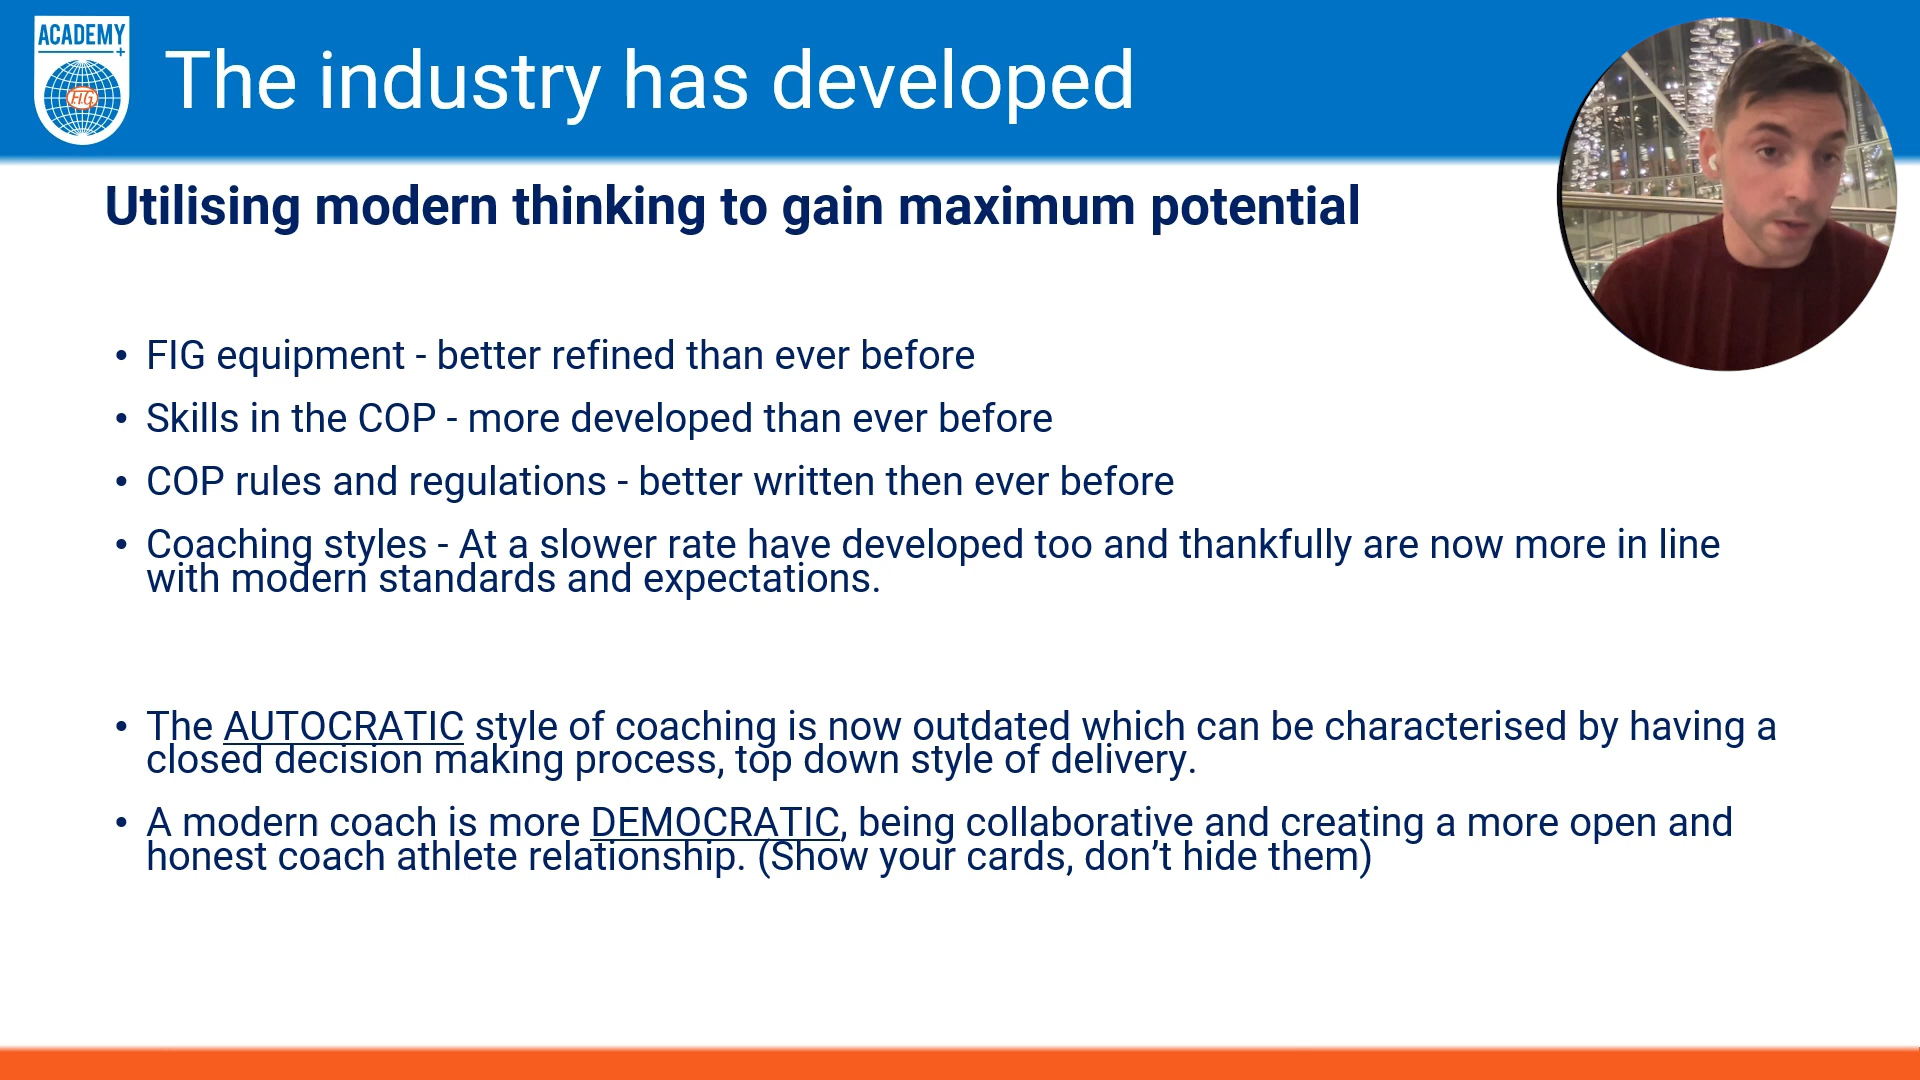 ACADEMY
+
FIG
The industry has developed
Utilising modern thinking to gain maximum potential
• FIG equipment - better refined than ever before
• Skills in the COP - more developed than ever before
• COP rules and regulations - better written then ever before
• Coaching styles - At a slower rate have developed too and thankfully are now more in line
with modern standards and expectations.
• The AUTOCRATIC style of coaching is now outdated which can be characterised by having a
closed decision making process, top down style of delivery.
• A modern coach is more DEMOCRATIC, being collaborative and creating a more open and
honest coach athlete relationship. (Show your cards, don’t hide them)